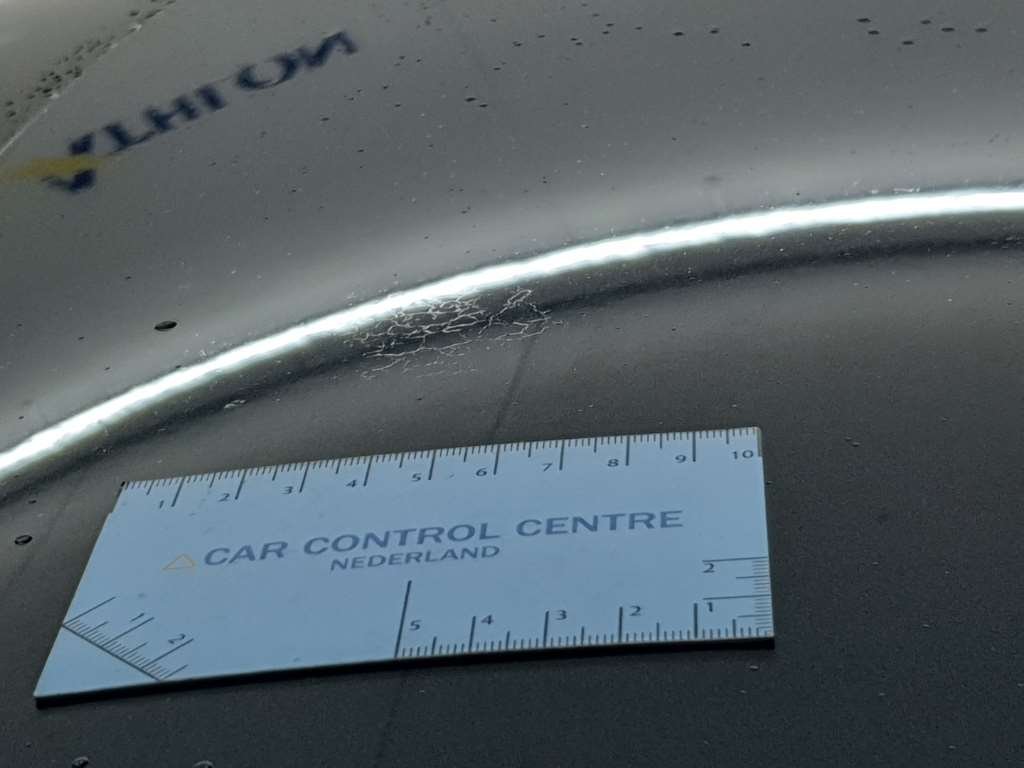 1 2 3 4 5 6 7 8 9 10
CAR CONTROL CENTRE
NEDERLAND
2
1
5 4 3 2 1
1 2